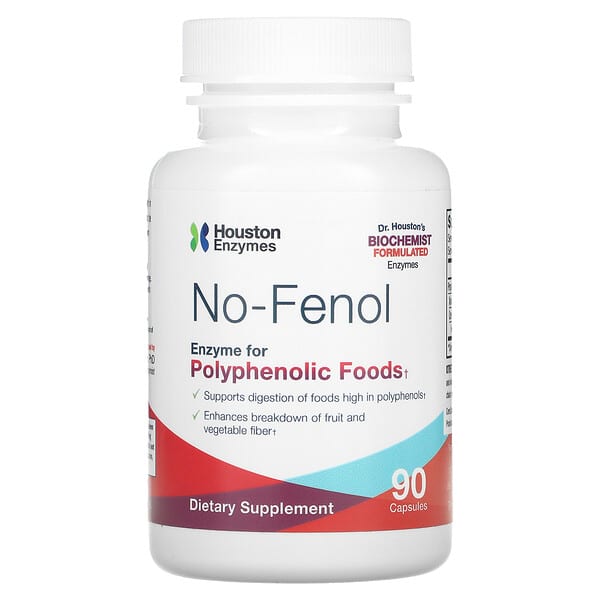 Houston
Enzymes
Dr. Houston's
BIOCHEMIST
FORMULATED
Enzymes
No-Fenol
Enzyme for
Polyphenolic Foods†
✓ Supports digestion of foods high in polyphenols†
✓ Enhances breakdown of fruit and
vegetable fiber†
Dietary Supplement
90
Capsules